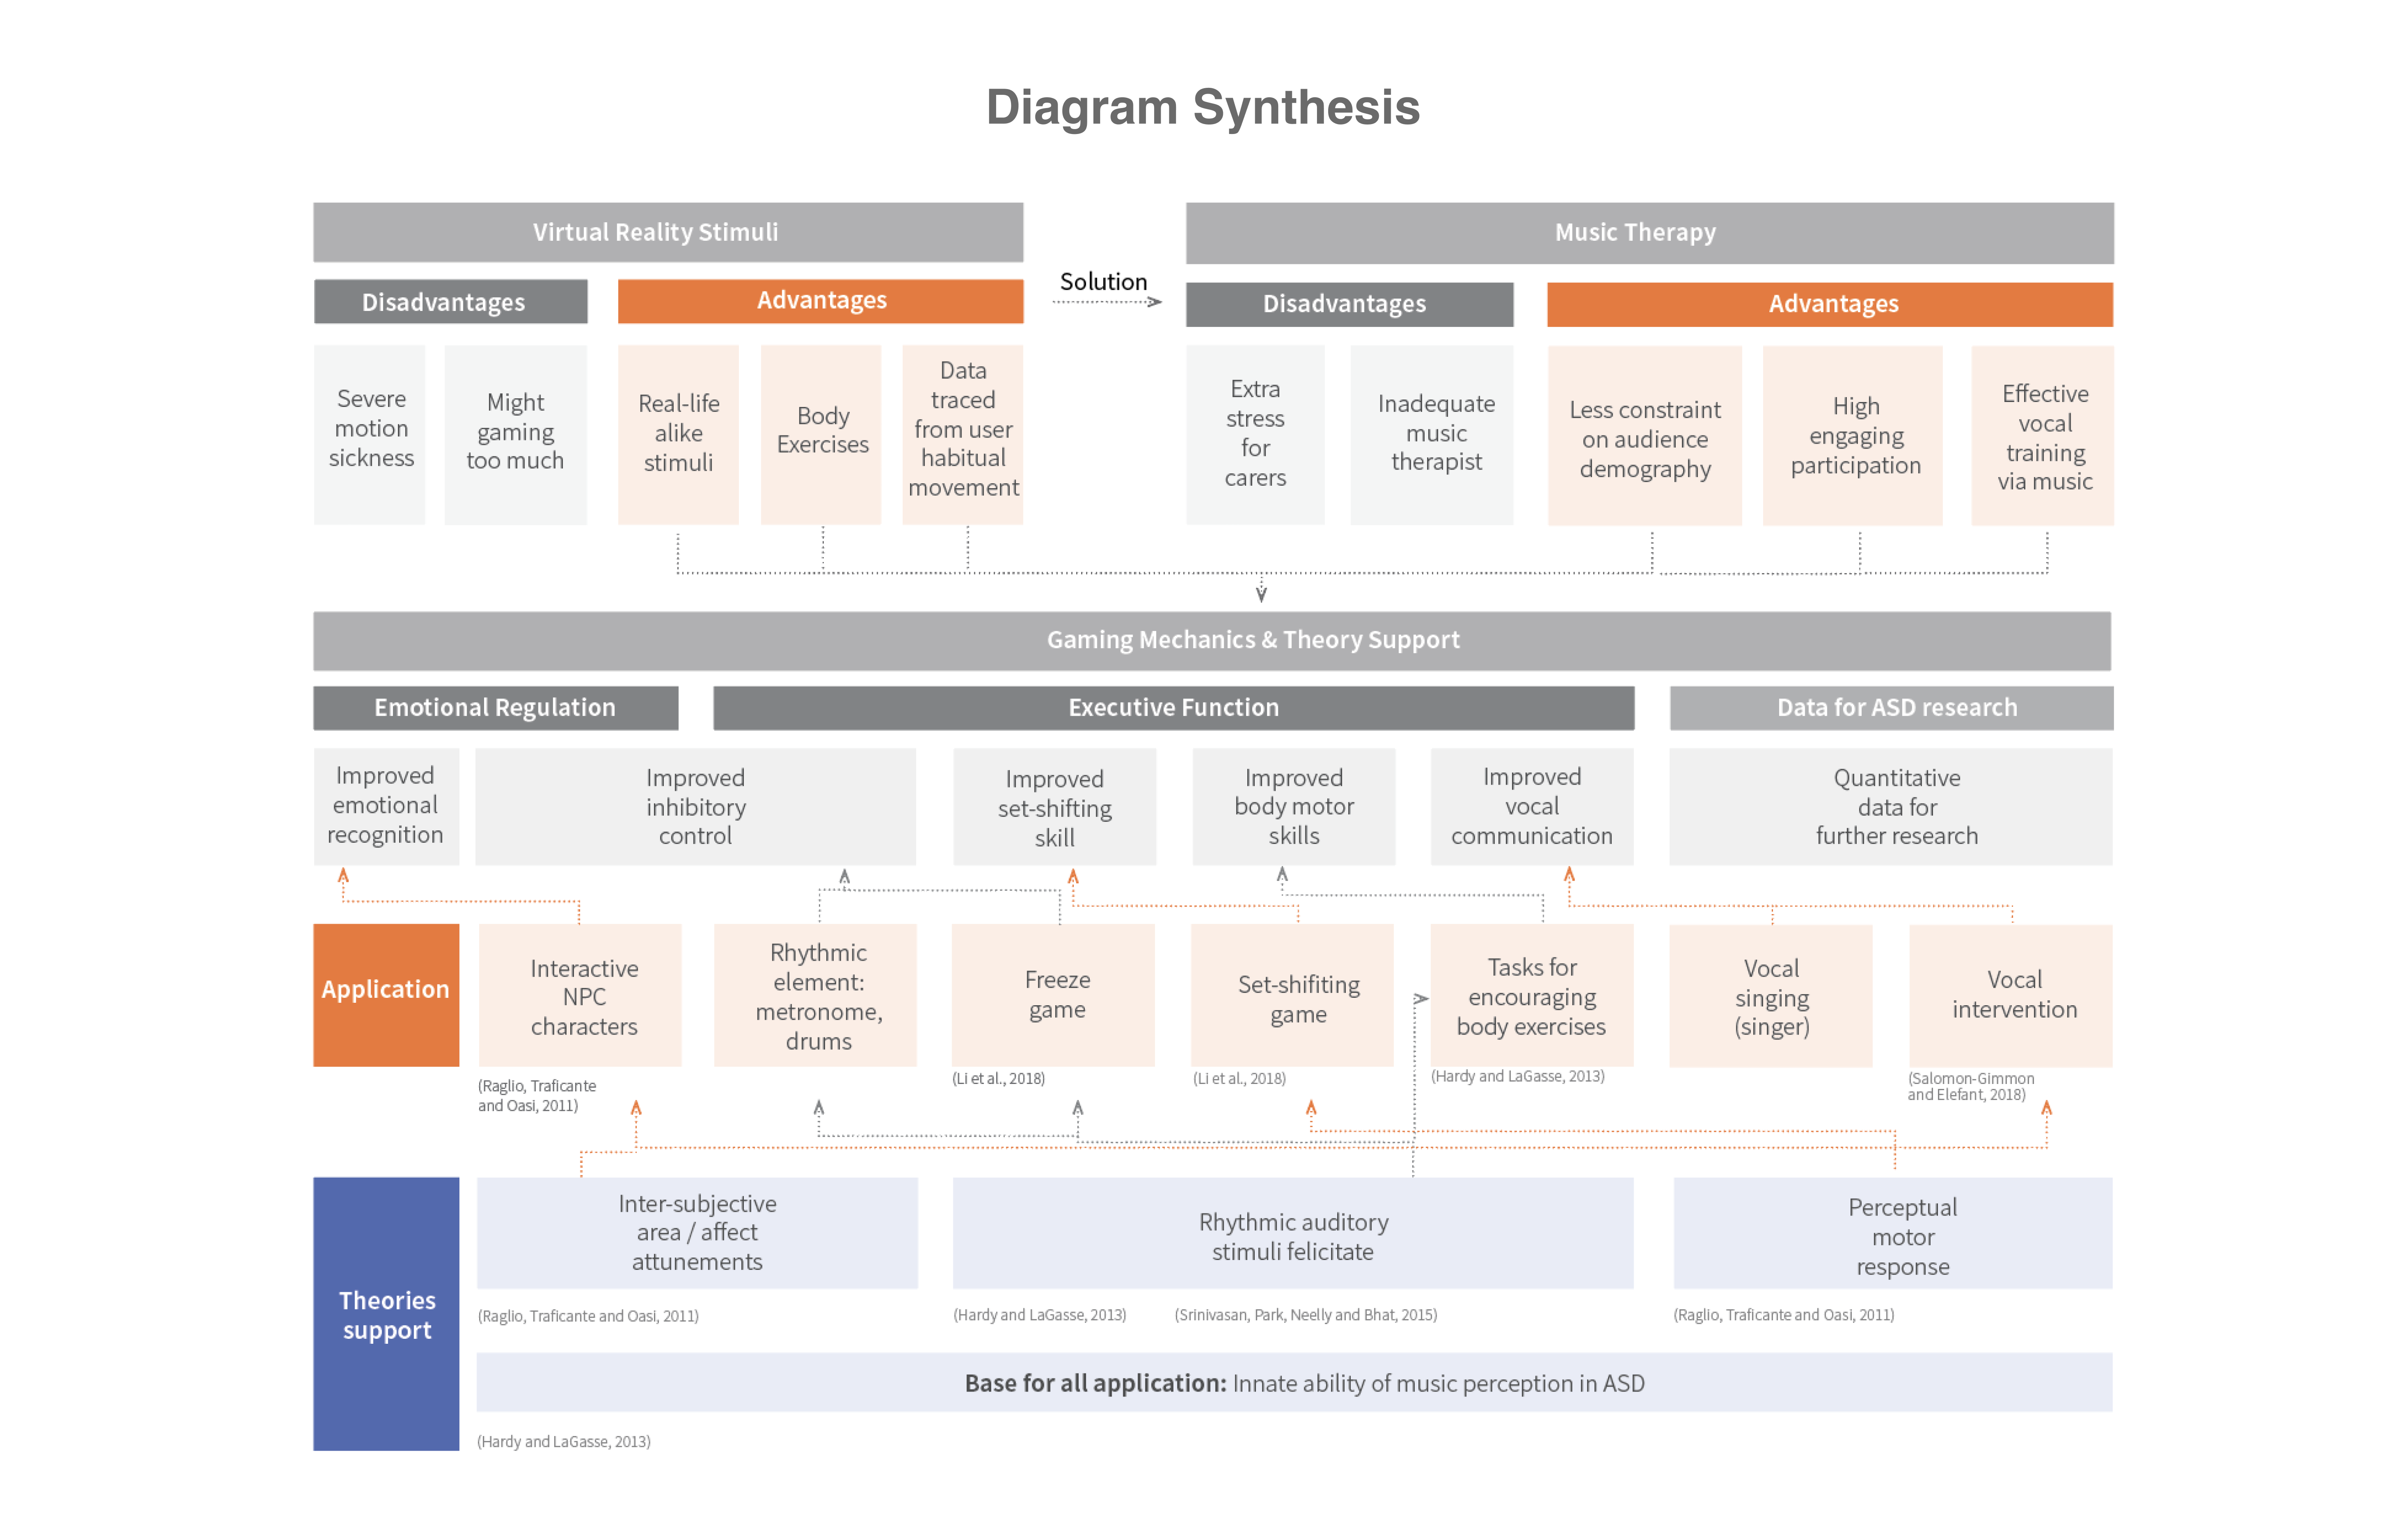 Diagram Synthesis
Virtual Reality Stimuli
Music Therapy
Solution
Disadvantages
Advantages
Disadvantages
Advantages
Severe
motion
sickness
Might
gaming
too much
Real-life
alike
stimuli
Body
Exercises
Data
traced
from user
habitual
movement
Extra
stress
for
carers
Inadequate
music
therapist
Less constraint
on audience
demography
High
engaging
participation
Effective
vocal
training
via music
Gaming Mechanics & Theory Support
Emotional Regulation
Executive Function
Data for ASD research
Improved
emotional
recognition
Improved
inhibitory
control
Improved
set-shifting
skill
Improved
body motor
skills
Improved
vocal
communication
Quantitative
data for
further research
Application
Interactive
NPC
characters
Rhythmic
element:
metronome,
drums
Freeze
game
Set-shifiting
game
Tasks for
encouraging
body exercises
Vocal
singing
(singer)
Vocal
intervention
(Raglio, Traficante
and Oasi, 2011)
(Li et al., 2018)
(Li et al., 2018)
(Hardy and LaGasse, 2013)
(Salomon-Gimmon
and Elefant, 2018)
Theories
support
Inter-subjective
area / affect
attunements
Rhythmic auditory
stimuli felicitate
Perceptual
motor
response
(Raglio, Traficante and Oasi, 2011)
(Hardy and LaGasse, 2013)
(Srinivasan, Park, Neelly and Bhat, 2015)
(Raglio, Traficante and Oasi, 2011)
Base for all application: Innate ability of music perception in ASD
(Hardy and LaGasse, 2013)